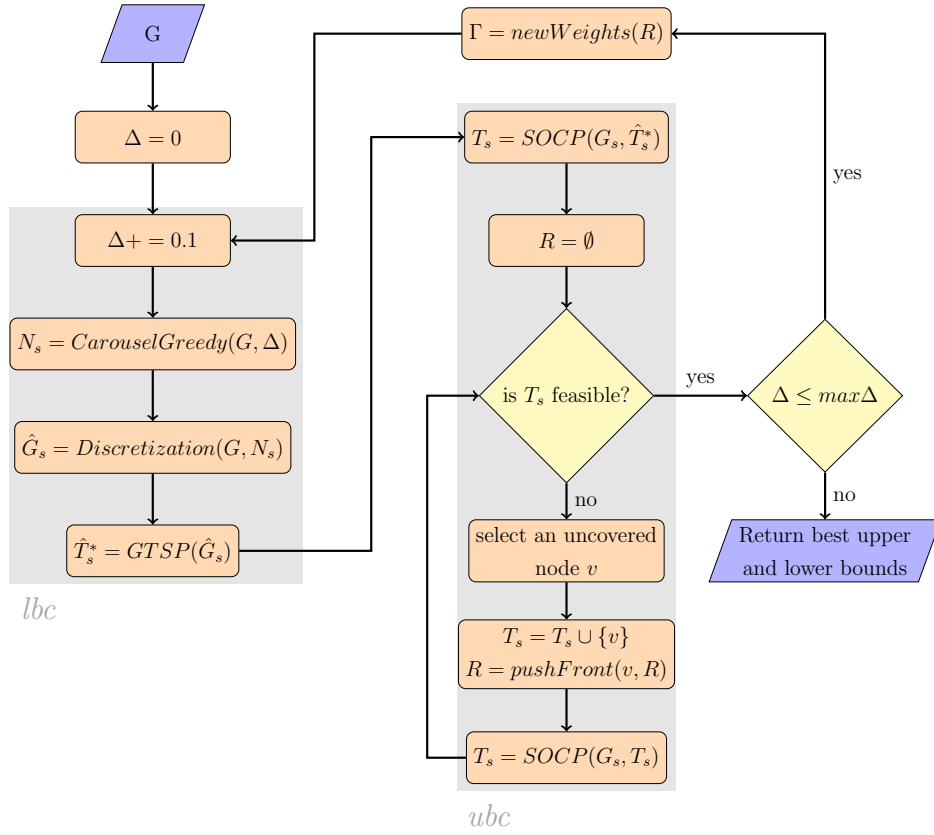 G
Δ = 0
Δ+ = 0.1
N_s = CarouselGreedy(G, Δ)
Ĝ_s = Discretization(G, N_s)
T̂_s^* = GTSP(Ĝ_s)
lbc
Γ = newWeights(R)
T_s = SOCP(G_s, T̂_s^*)
R = ∅
is T_s feasible?
yes
no
select an uncovered
node v
T_s = T_s ∪ {v}
R = pushFront(v, R)
T_s = SOCP(G_s, T_s)
ubc
yes
Δ ≤ maxΔ
no
Return best upper
and lower bounds